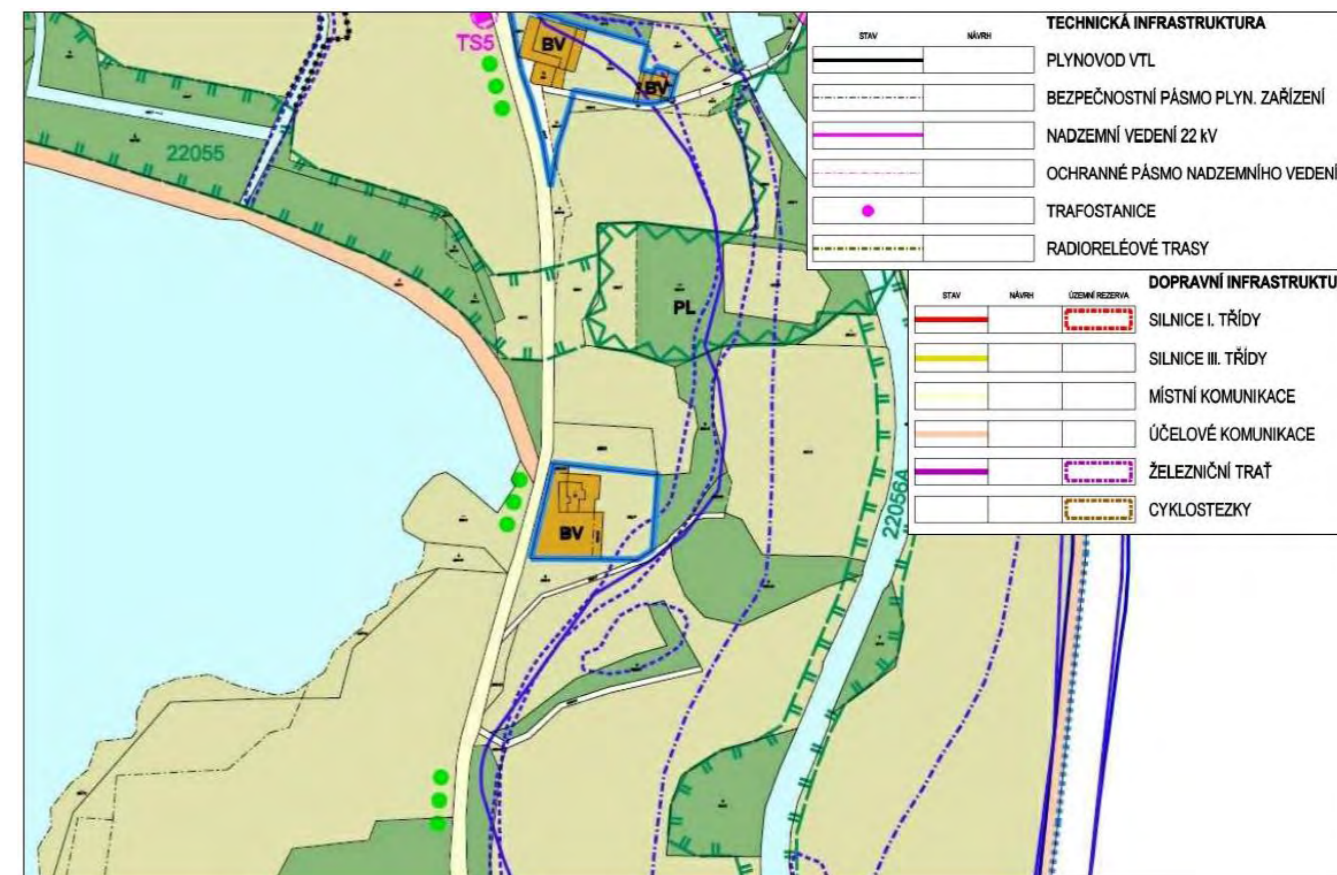 TS5
BV
BV
22055
PL
BV
22056A
TECHNICKÁ INFRASTRUKTURA
STAV NÁVRH
PLYNOVOD VTL
BEZPEČNOSTNÍ PÁSMO PLYN. ZAŘÍZENÍ
NADZEMNÍ VEDENÍ 22 kV
OCHRANNÉ PÁSMO NADZEMNÍHO VEDENÍ
TRAFOSTANICE
RADIORELÉOVÉ TRASY
DOPRAVNÍ INFRASTRUKTU
STAV NÁVRH ÚZEMNÍ REZERVA
SILNICE I. TŘÍDY
SILNICE III. TŘÍDY
MÍSTNÍ KOMUNIKACE
ÚČELOVÉ KOMUNIKACE
ŽELEZNIČNÍ TRAŤ
CYKLOSTEZKY